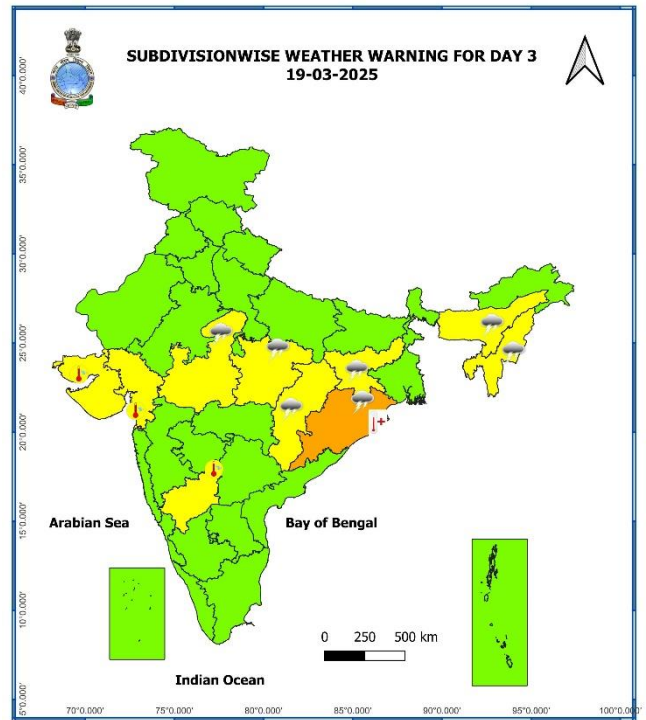 SUBDIVISIONWISE WEATHER WARNING FOR DAY 3
19-03-2025
40°0.000'
35°0.000'
30°0.000'
25°0.000'
20°0.000'
15°0.000'
10°0.000'
5°0.000'
Arabian Sea
Bay of Bengal
0 250 500 km
Indian Ocean
70°0.000' 75°0.000' 80°0.000' 85°0.000' 90°0.000' 95°0.000' 100°0.000'